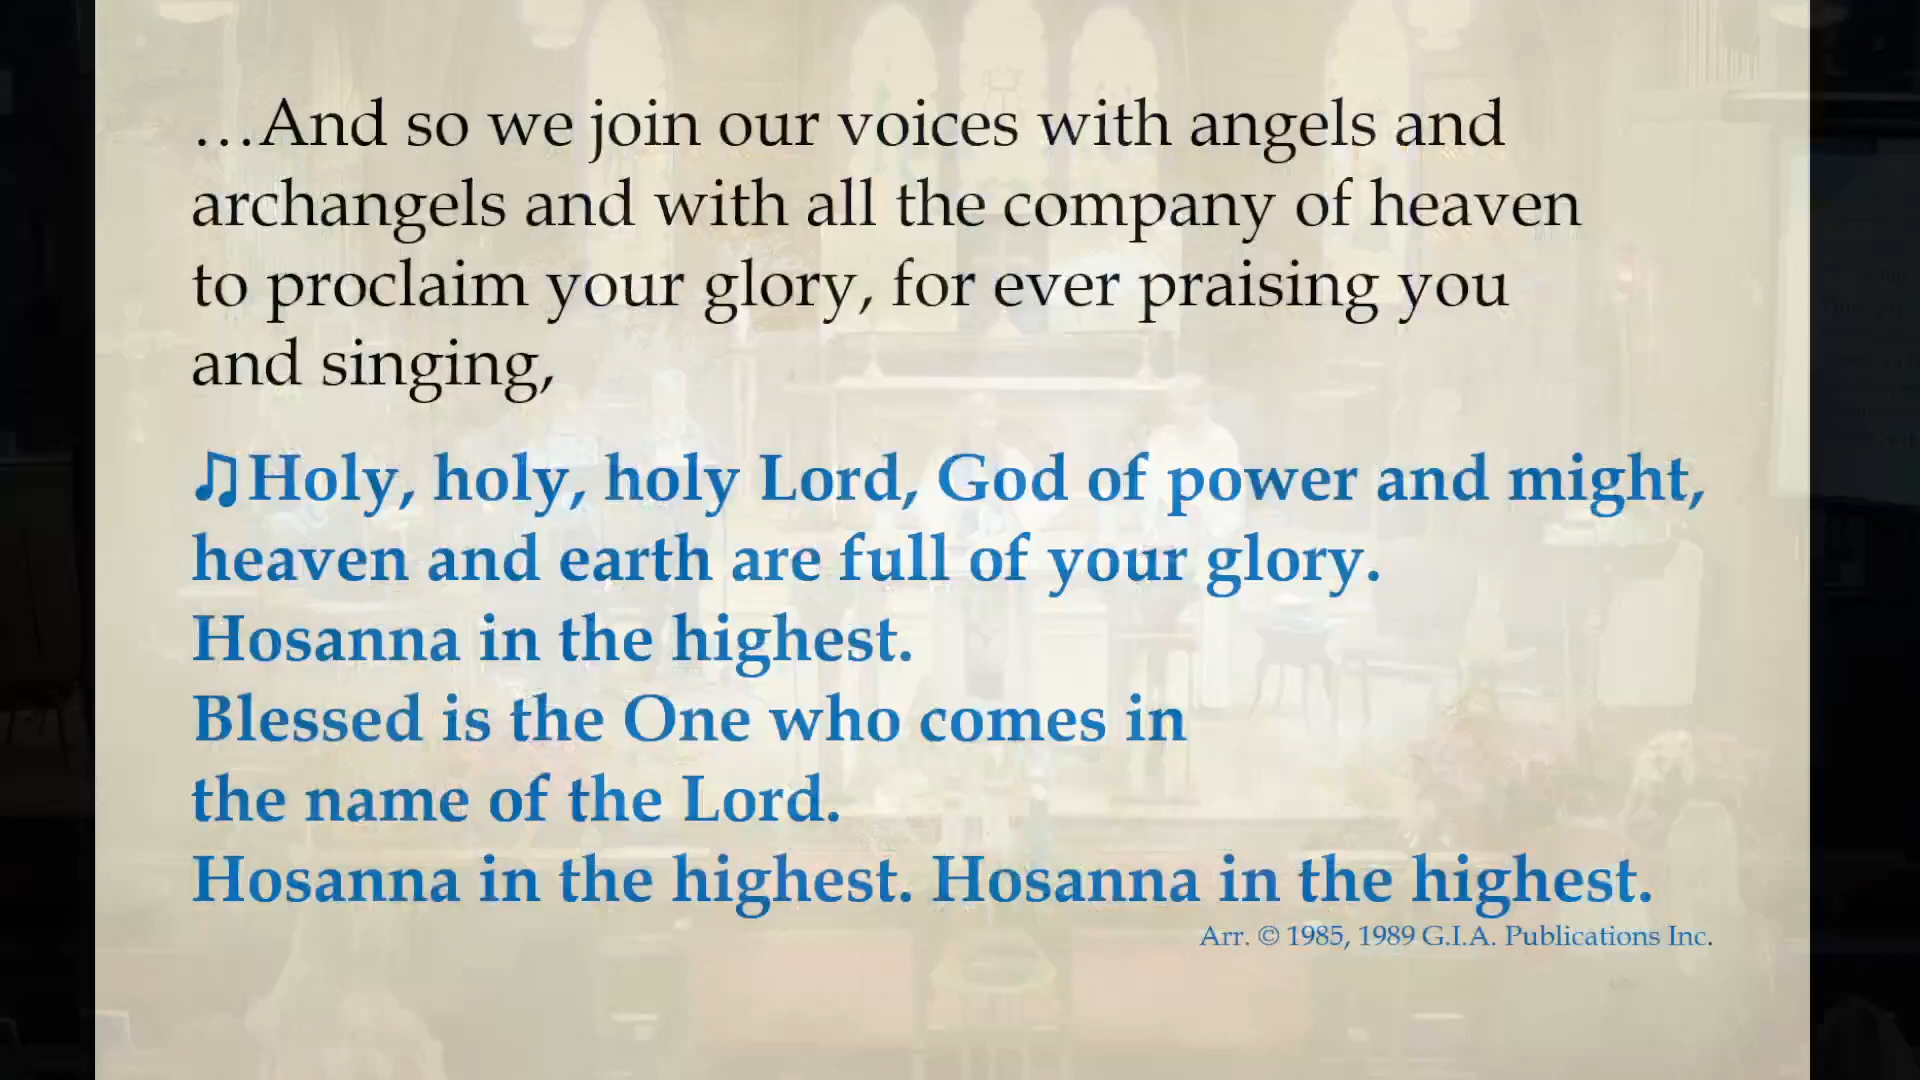 …And so we join our voices with angels and
archangels and with all the company of heaven
to proclaim your glory, for ever praising you
and singing,
♫Holy, holy, holy Lord, God of power and might,
heaven and earth are full of your glory.
Hosanna in the highest.
Blessed is the One who comes in
the name of the Lord.
Hosanna in the highest. Hosanna in the highest.
Arr. © 1985, 1989 G.I.A. Publications Inc.